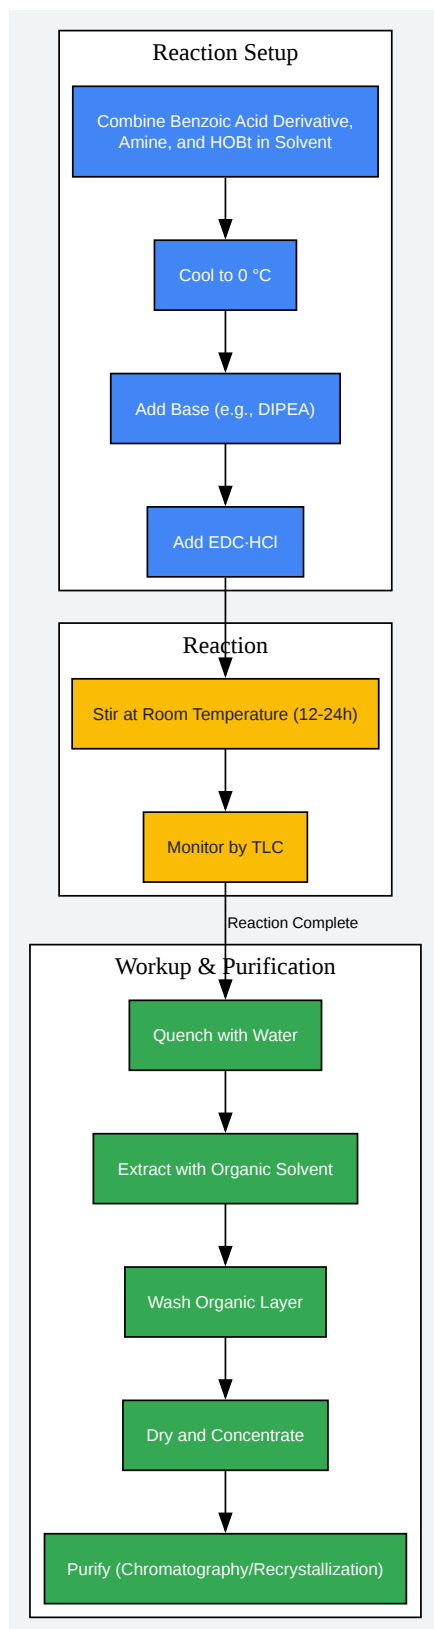 Reaction Setup
Combine Benzoic Acid Derivative,
Amine, and HOBt in Solvent
Cool to 0 °C
Add Base (e.g., DIPEA)
Add EDC·HCl
Reaction
Stir at Room Temperature (12-24h)
Monitor by TLC
Reaction Complete
Workup & Purification
Quench with Water
Extract with Organic Solvent
Wash Organic Layer
Dry and Concentrate
Purify (Chromatography/Recrystallization)